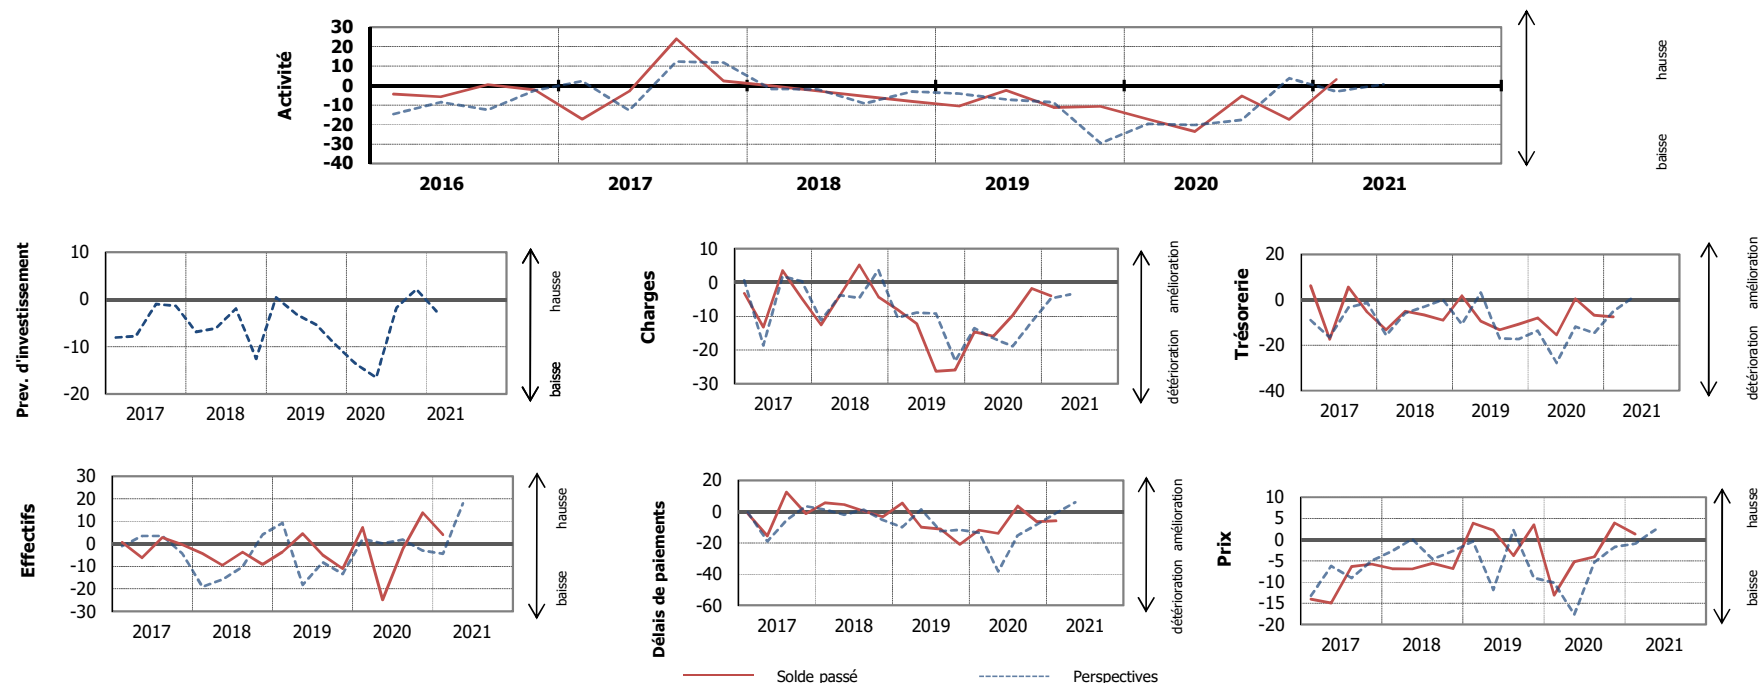 Activité
30
20
10
0
-10
-20
-30
-40
2016 2017 2018 2019 2020 2021
hausse
baisse
Prev. d'investissement
10
0
-10
-20
2017 2018 2019 2020 2021
hausse
baisse
Charges
10
0
-10
-20
-30
2017 2018 2019 2020 2021
amélioration
détérioration
Trésorerie
20
0
-20
-40
2017 2018 2019 2020 2021
amélioration
détérioration
Effectifs
30
20
10
0
-10
-20
-30
2017 2018 2019 2020 2021
hausse
baisse
Délais de paiements
20
0
-20
-40
-60
2017 2018 2019 2020 2021
amélioration
détérioration
Prix
10
5
0
-5
-10
-15
-20
2017 2018 2019 2020 2021
hausse
baisse
Solde passé Perspectives